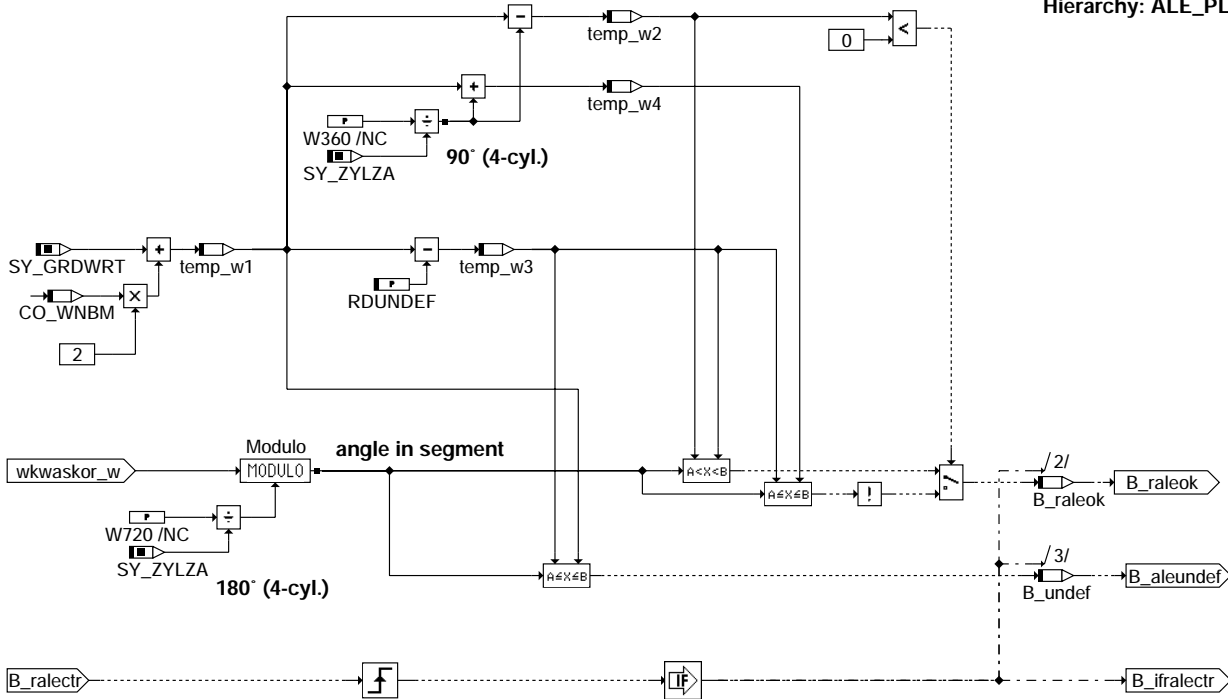 Hierarchy: ALE_PL
-
temp_w2
<
0
+
temp_w4
P
W360 /NC
÷
SY_ZYLZA
90° (4-cyl.)
SY_GRDWRT
+
temp_w1
-
temp_w3
P
RDUNDEF
CO_WNBM
X
2
Modulo
angle in segment
wkwaskor_w
MODULO
A<X<B
/2/
B_raleok
B_raleok
A≤X≤B
!
P
W720 /NC
÷
SY_ZYLZA
180° (4-cyl.)
A≤X≤B
/3/
B_undef
B_aleundef
B_ralectr
IF
B_ifralectr